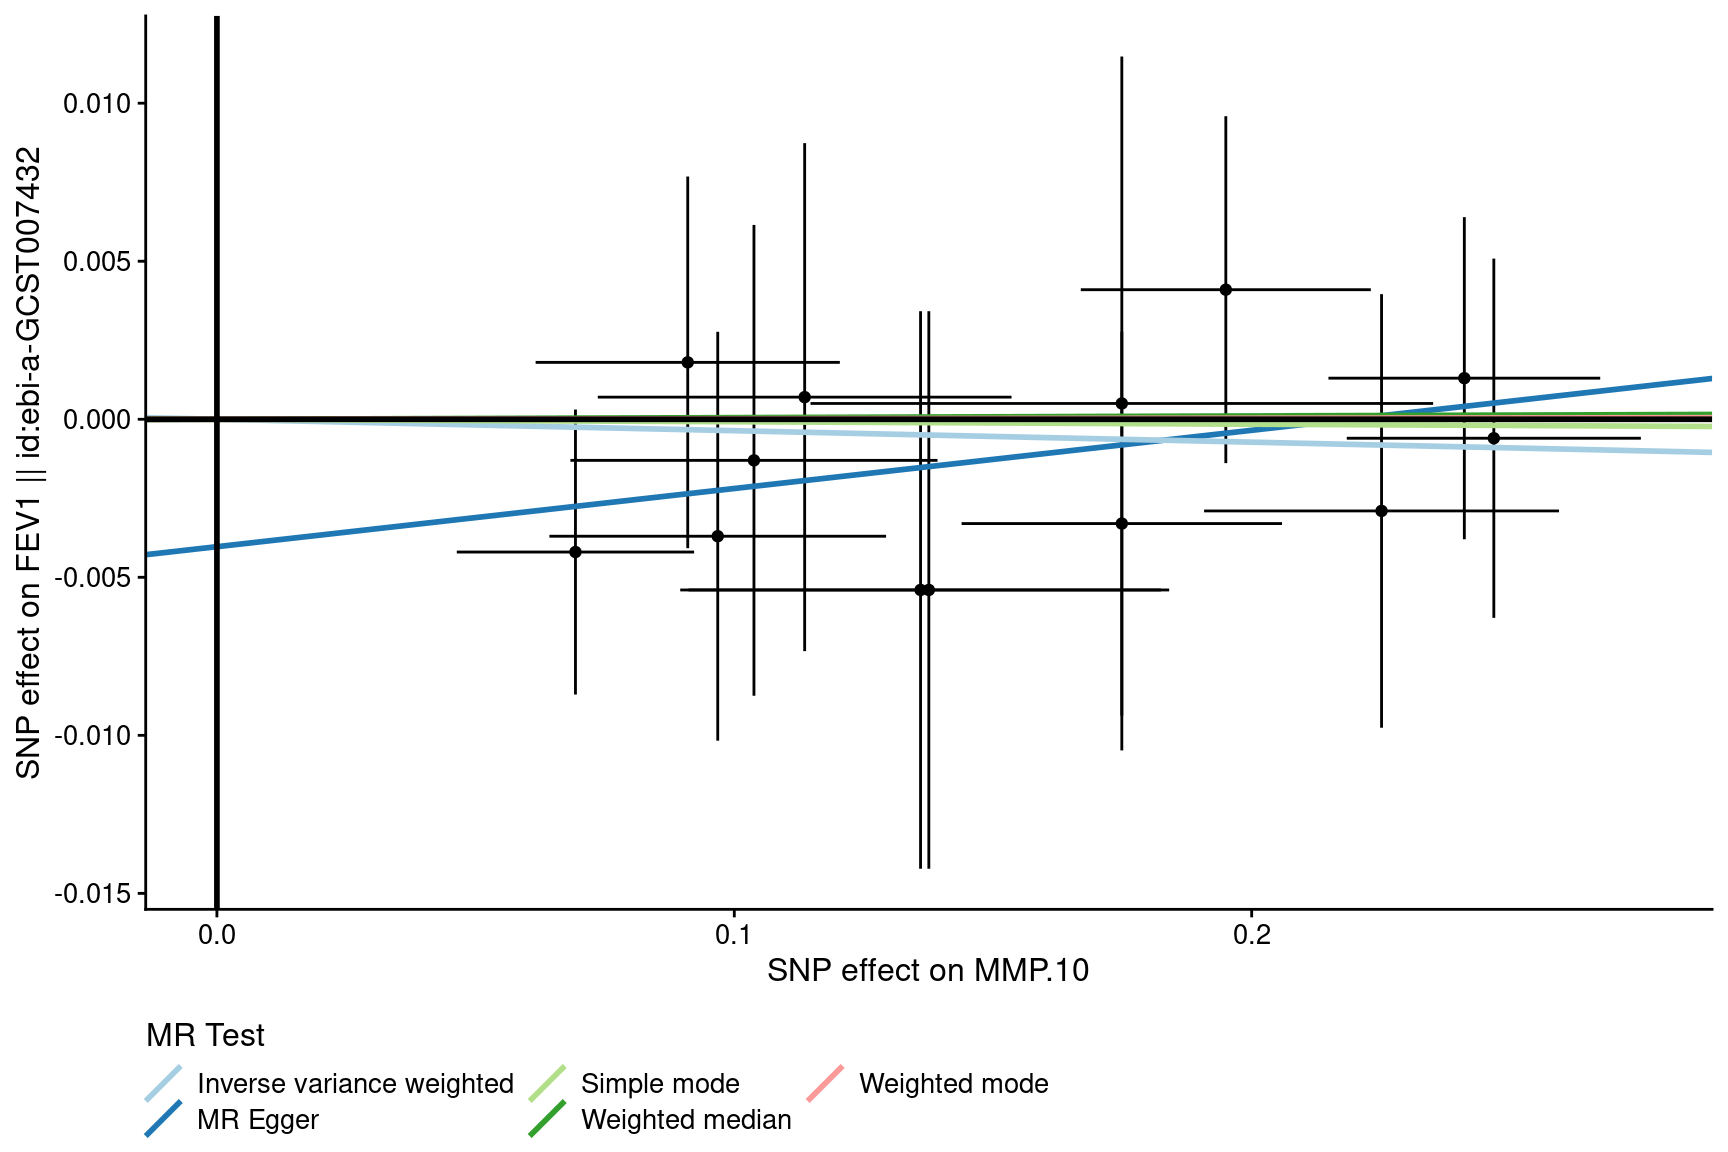 SNP effect on FEV1 || id:ebi-a-GCST007432
0.010
0.005
0.000
-0.005
-0.010
-0.015
0.0
0.1
0.2
SNP effect on MMP.10
MR Test
Inverse variance weighted
Simple mode
Weighted mode
MR Egger
Weighted median